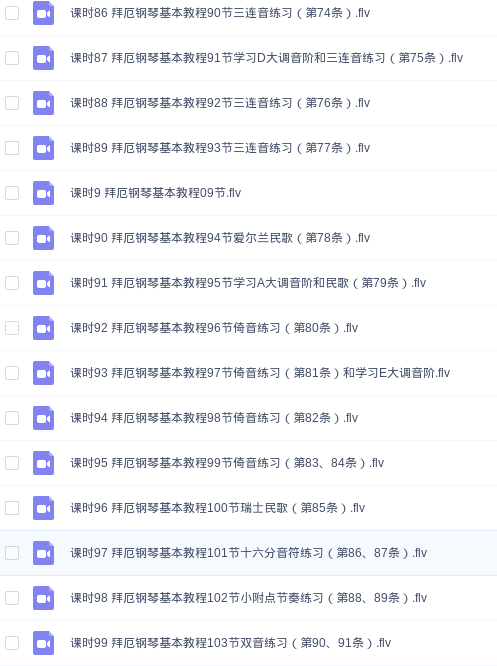 课时86 拜厄钢琴基本教程90节三连音练习（第74条）.flv
课时87 拜厄钢琴基本教程91节学习D大调音阶和三连音练习（第75条）.flv
课时88 拜厄钢琴基本教程92节三连音练习（第76条）.flv
课时89 拜厄钢琴基本教程93节三连音练习（第77条）.flv
课时9 拜厄钢琴基本教程09节.flv
课时90 拜厄钢琴基本教程94节爱尔兰民歌（第78条）.flv
课时91 拜厄钢琴基本教程95节学习A大调音阶和民歌（第79条）.flv
课时92 拜厄钢琴基本教程96节倚音练习（第80条）.flv
课时93 拜厄钢琴基本教程97节倚音练习（第81条）和学习E大调音阶.flv
课时94 拜厄钢琴基本教程98节倚音练习（第82条）.flv
课时95 拜厄钢琴基本教程99节倚音练习（第83、84条）.flv
课时96 拜厄钢琴基本教程100节瑞士民歌（第85条）.flv
课时97 拜厄钢琴基本教程101节十六分音符练习（第86、87条）.flv
课时98 拜厄钢琴基本教程102节小附点节奏练习（第88、89条）.flv
课时99 拜厄钢琴基本教程103节双音练习（第90、91条）.flv